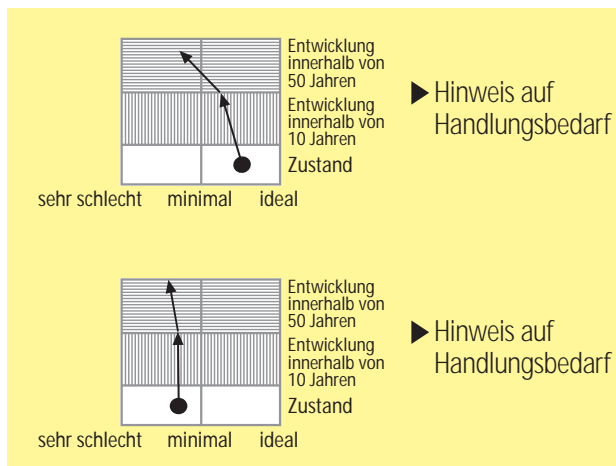 Entwicklung
innerhalb von
50 Jahren
Entwicklung
innerhalb von
10 Jahren
Zustand
sehr schlecht minimal ideal
Hinweis auf
Handlungsbedarf
Entwicklung
innerhalb von
50 Jahren
Entwicklung
innerhalb von
10 Jahren
Zustand
sehr schlecht minimal ideal
Hinweis auf
Handlungsbedarf